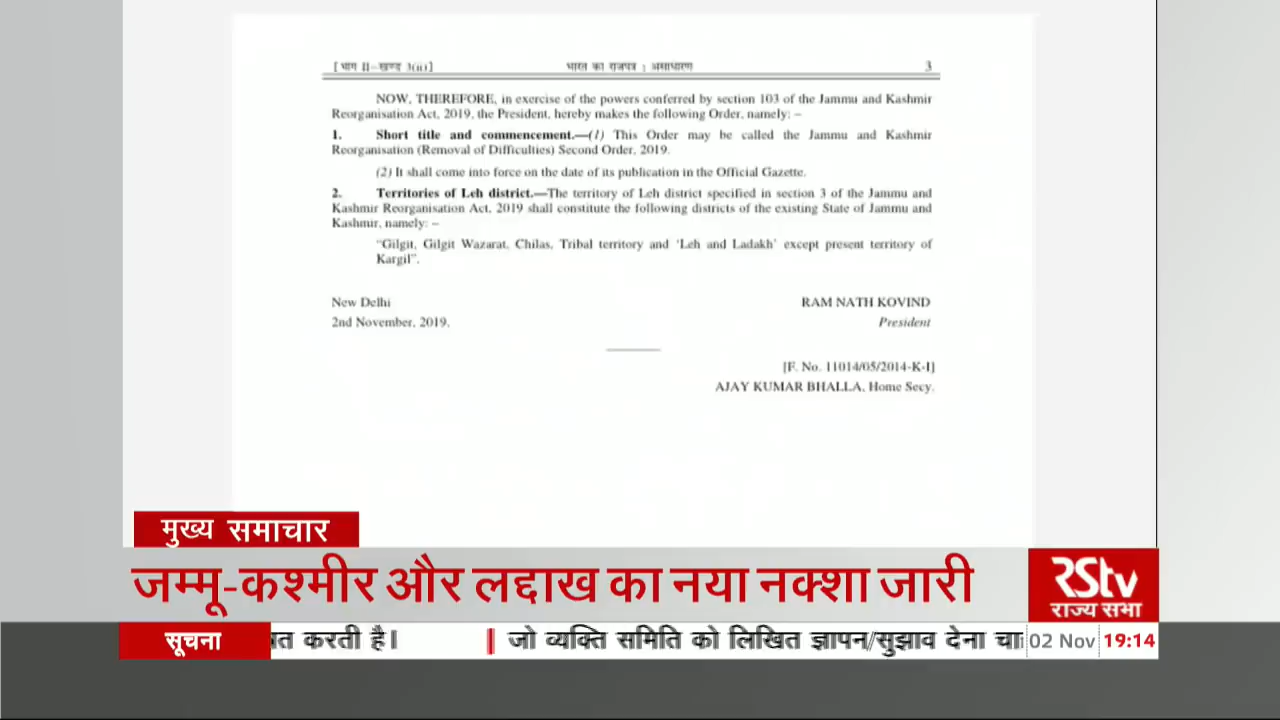 [ भाग II—खण्ड 3(ii)] भारत का राजपत्र : असाधारण 3
NOW, THEREFORE, in exercise of the powers conferred by section 103 of the Jammu and Kashmir
Reorganisation Act, 2019, the President, hereby makes the following Order, namely: –
1. Short title and commencement.—(1) This Order may be called the Jammu and Kashmir
Reorganisation (Removal of Difficulties) Second Order, 2019.
(2) It shall come into force on the date of its publication in the Official Gazette.
2. Territories of Leh district.—The territory of Leh district specified in section 3 of the Jammu and
Kashmir Reorganisation Act, 2019 shall constitute the following districts of the existing State of Jammu and
Kashmir, namely: –
“Gilgit, Gilgit Wazarat, Chilas, Tribal territory and ‘Leh and Ladakh’ except present territory of
Kargil”.
New Delhi RAM NATH KOVIND
2nd November, 2019. President
[F. No. 11014/05/2014-K-I]
AJAY KUMAR BHALLA, Home Secy.
मुख्य समाचार
जम्मू-कश्मीर और लद्दाख का नया नक्शा जारी
RStv
राज्य सभा
सूचना करती है। | जो व्यक्ति समिति को लिखित ज्ञापन/सुझाव देना 02 Nov 19:14